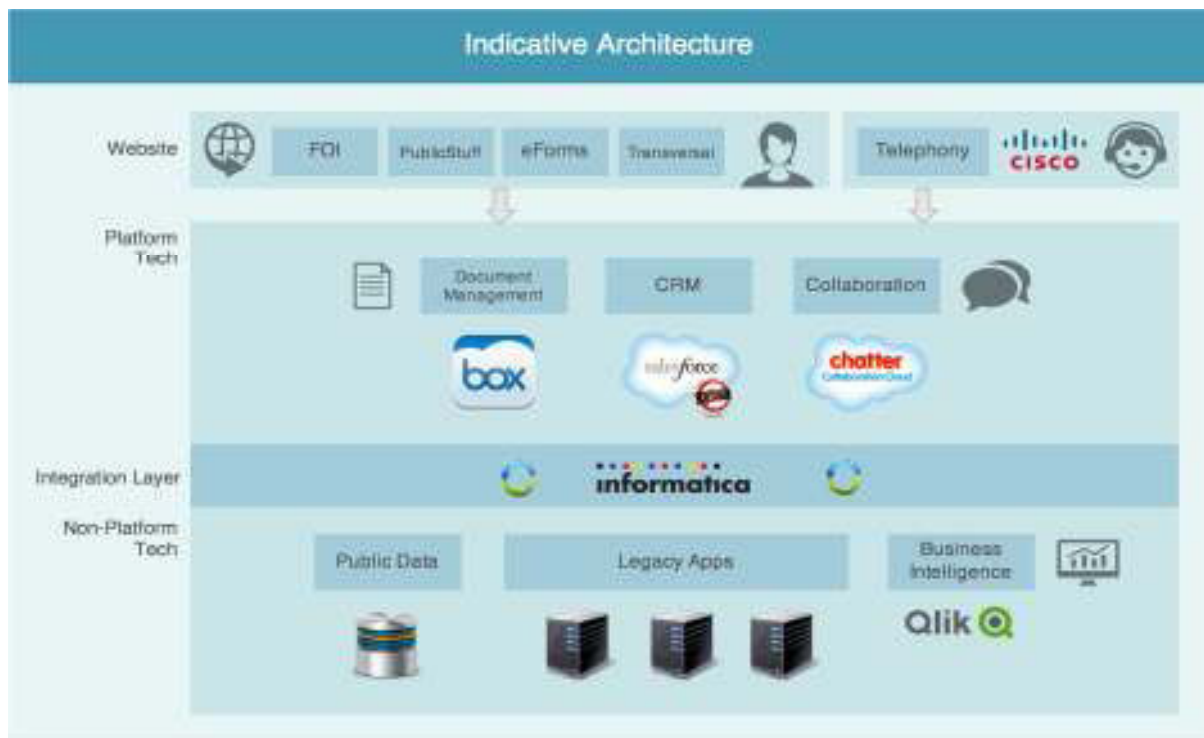 Indicative Architecture
Website
FOI
PublicStuff
eForms
Transversal
Telephony
CISCO
Platform
Tech
Document
Management
CRM
Collaboration
box
salesforce
chatter
CollaborationCloud
Integration Layer
informatica
Non-Platform
Tech
Public Data
Legacy Apps
Business
Intelligence
Qlik